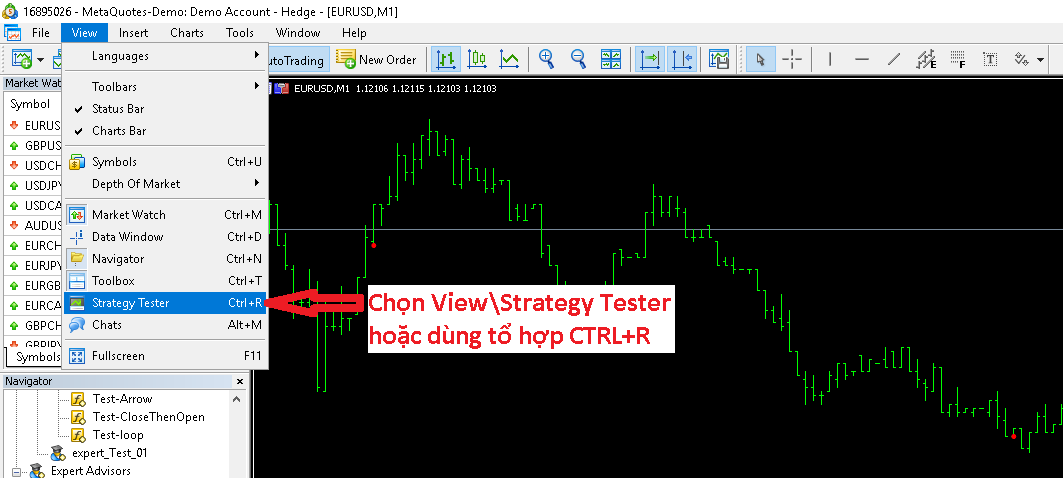 16895026 - MetaQuotes-Demo: Demo Account - Hedge - [EURUSD,M1]
File View Insert Charts Tools Window Help
Languages
utoTrading New Order
Toolbars
Status Bar
Charts Bar
Symbols Ctrl+U
Depth Of Market
Market Watch Ctrl+M
Data Window Ctrl+D
Navigator Ctrl+N
Toolbox Ctrl+T
Strategy Tester Ctrl+R
Chats Alt+M
Fullscreen F11
Market Wat
Symbol
EURUS
GBPUS
USDCH
USDJPY
USDCA
AUDUS
EURCH
EURJPY
EURGB
EURCA
GBPCH
GBPJP
Symbols
EURUSD,M1 1.12106 1.12115 1.12103 1.12103
Chọn View\Strategy Tester
hoặc dùng tổ hợp CTRL+R
Navigator
Test-Arrow
Test-CloseThenOpen
Test-loop
expert_Test_01
Expert Advisors